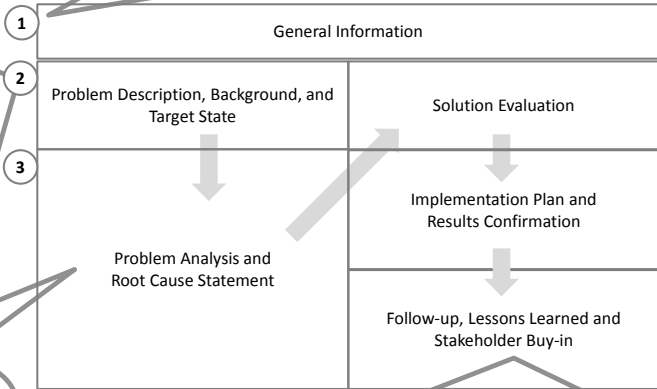 1
General Information
2
Problem Description, Background, and
Target State
Solution Evaluation
3
Implementation Plan and
Results Confirmation
Problem Analysis and
Root Cause Statement
Follow-up, Lessons Learned and
Stakeholder Buy-in